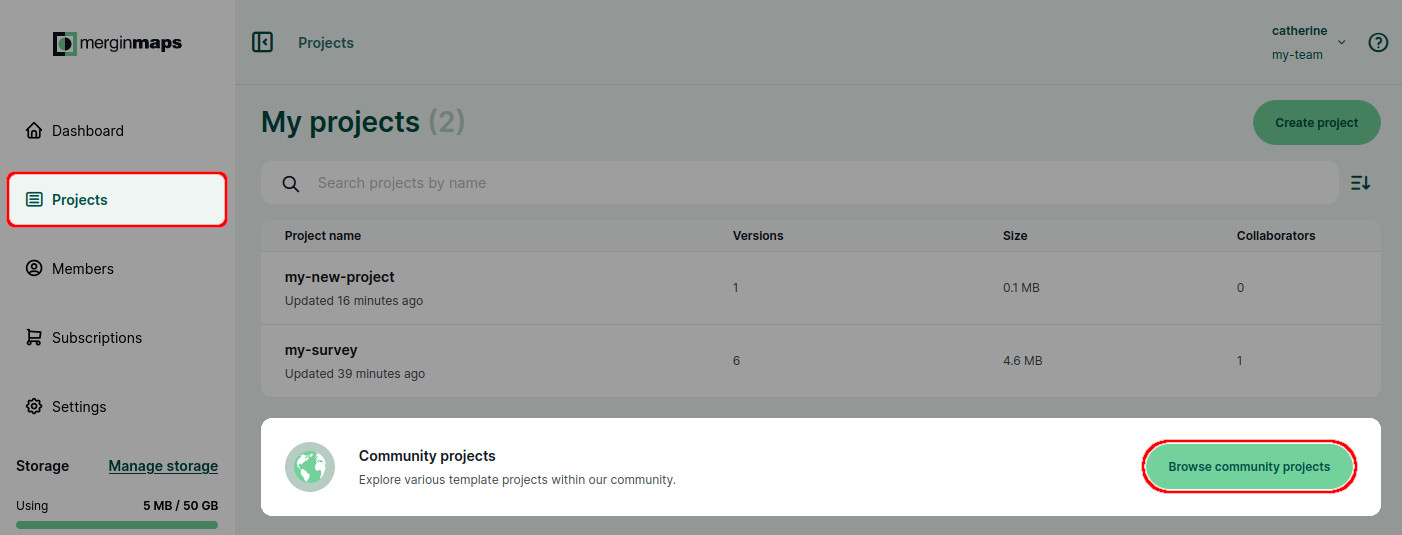 merginmaps
Projects
catherine
my-team
Dashboard
Projects
Members
Subscriptions
Settings
Storage Manage storage
Using 5 MB / 50 GB
My projects (2)
Create project
Search projects by name
Project name Versions Size Collaborators
my-new-project
Updated 16 minutes ago
1 0.1 MB 0
my-survey
Updated 39 minutes ago
6 4.6 MB 1
Community projects
Explore various template projects within our community.
Browse community projects